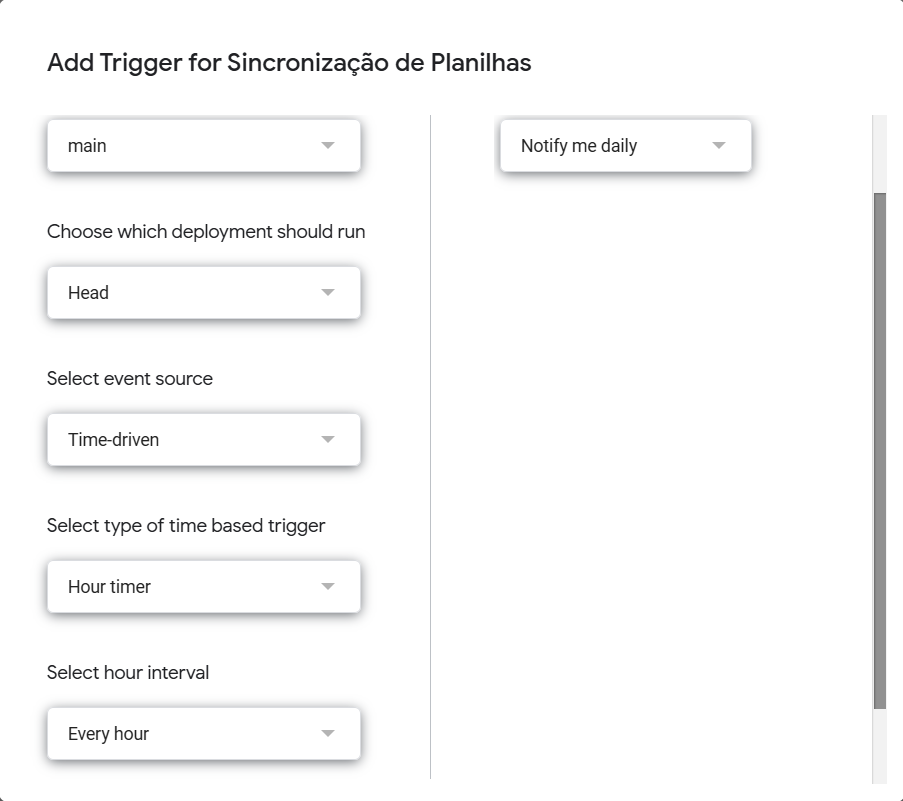 Add Trigger for Sincronização de Planilhas
main
Choose which deployment should run
Head
Select event source
Time-driven
Select type of time based trigger
Hour timer
Select hour interval
Every hour
Notify me daily